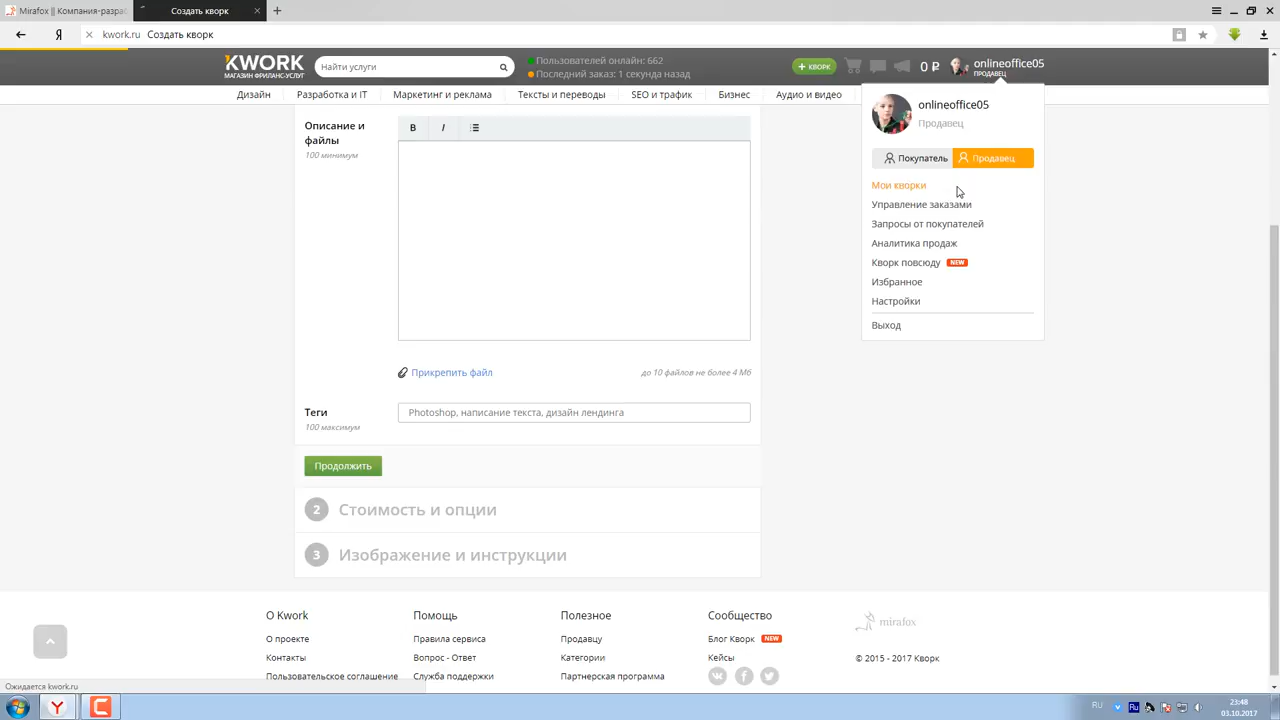 Mirafox || Компания-разраб
Создать кворк
kwork.ru Создать кворк
KWORK
МАГАЗИН ФРИЛАНС-УСЛУГ
Найти услуги
Пользователей онлайн: 662
Последний заказ: 1 секунда назад
+ КВОРК
0 ₽
onlineoffice05
ПРОДАВЕЦ
Дизайн
Разработка и IT
Маркетинг и реклама
Тексты и переводы
SEO и трафик
Бизнес
Аудио и видео
onlineoffice05
Продавец
Покупатель
Продавец
Мои кворки
Управление заказами
Запросы от покупателей
Аналитика продаж
Кворк повсюду NEW
Избранное
Настройки
Выход
Описание и
файлы
100 минимум
B I
Прикрепить файл
до 10 файлов не более 4 Мб
Теги
100 максимум
Photoshop, написание текста, дизайн лендинга
Продолжить
2 Стоимость и опции
3 Изображение и инструкции
О Kwork
О проекте
Контакты
Пользовательское соглашение
Помощь
Правила сервиса
Вопрос - Ответ
Служба поддержки
Полезное
Продавцу
Категории
Партнерская программа
Сообщество
Блог Кворк NEW
Кейсы
mirafox
© 2015 - 2017 Кворк
Ожидается kwork.ru
RU
Ru
23:48
03.10.2017